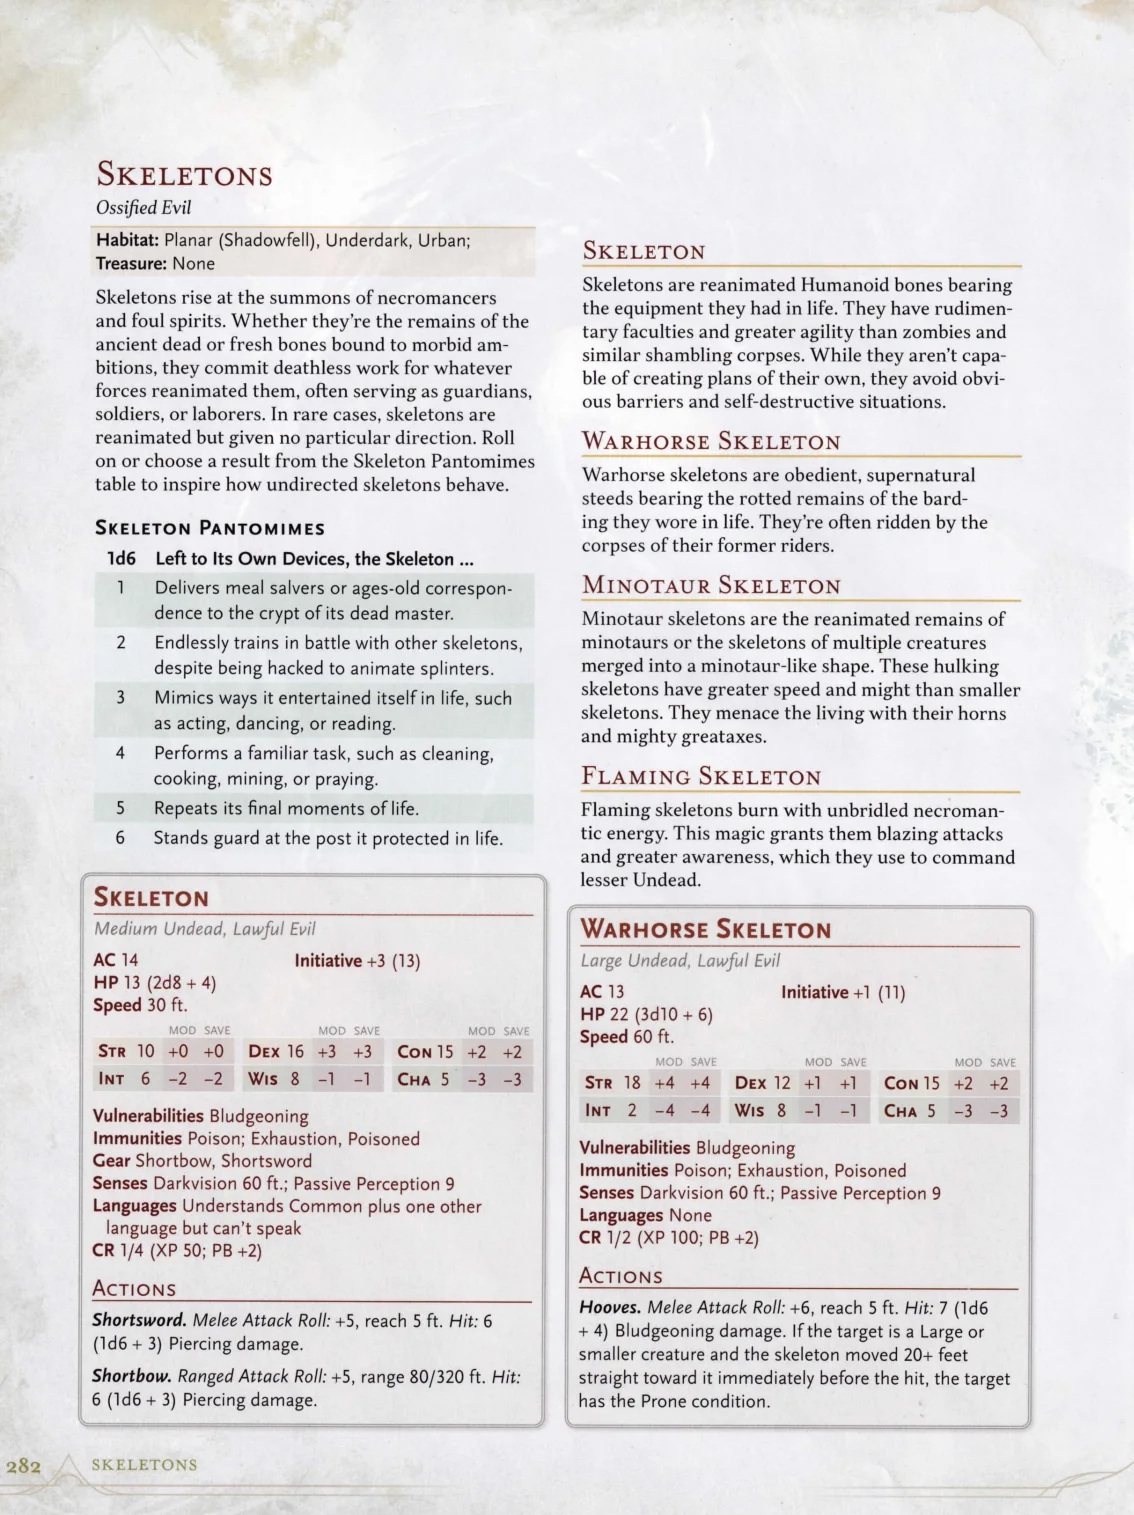 SKELETONS
Ossified Evil
Habitat: Planar (Shadowfell), Underdark, Urban;
Treasure: None
Skeletons rise at the summons of necromancers
and foul spirits. Whether they're the remains of the
ancient dead or fresh bones bound to morbid am-
bitions, they commit deathless work for whatever
forces reanimated them, often serving as guardians,
soldiers, or laborers. In rare cases, skeletons are
reanimated but given no particular direction. Roll
on or choose a result from the Skeleton Pantomimes
table to inspire how undirected skeletons behave.
SKELETON PANTOMIMES
1d6 Left to Its Own Devices, the Skeleton ...
1 Delivers meal salvers or ages-old correspon-
dence to the crypt of its dead master.
2 Endlessly trains in battle with other skeletons,
despite being hacked to animate splinters.
3 Mimics ways it entertained itself in life, such
as acting, dancing, or reading.
4 Performs a familiar task, such as cleaning,
cooking, mining, or praying.
5 Repeats its final moments of life.
6 Stands guard at the post it protected in life.
SKELETON
Medium Undead, Lawful Evil
AC 14 Initiative +3 (13)
HP 13 (2d8 + 4)
Speed 30 ft.
MOD SAVE MOD SAVE MOD SAVE
STR 10 +0 +0 DEX 16 +3 +3 CON 15 +2 +2
INT 6 −2 −2 WIS 8 −1 −1 CHA 5 −3 −3
Vulnerabilities Bludgeoning
Immunities Poison; Exhaustion, Poisoned
Gear Shortbow, Shortsword
Senses Darkvision 60 ft.; Passive Perception 9
Languages Understands Common plus one other
language but can't speak
CR 1/4 (XP 50; PB +2)
ACTIONS
Shortsword. Melee Attack Roll: +5, reach 5 ft. Hit: 6
(1d6 + 3) Piercing damage.
Shortbow. Ranged Attack Roll: +5, range 80/320 ft. Hit:
6 (1d6 + 3) Piercing damage.
SKELETON
Skeletons are reanimated Humanoid bones bearing
the equipment they had in life. They have rudimen-
tary faculties and greater agility than zombies and
similar shambling corpses. While they aren't capa-
ble of creating plans of their own, they avoid obvi-
ous barriers and self-destructive situations.
WARHORSE SKELETON
Warhorse skeletons are obedient, supernatural
steeds bearing the rotted remains of the bard-
ing they wore in life. They're often ridden by the
corpses of their former riders.
MINOTAUR SKELETON
Minotaur skeletons are the reanimated remains of
minotaurs or the skeletons of multiple creatures
merged into a minotaur-like shape. These hulking
skeletons have greater speed and might than smaller
skeletons. They menace the living with their horns
and mighty greataxes.
FLAMING SKELETON
Flaming skeletons burn with unbridled necroman-
tic energy. This magic grants them blazing attacks
and greater awareness, which they use to command
lesser Undead.
WARHORSE SKELETON
Large Undead, Lawful Evil
AC 13 Initiative +1 (11)
HP 22 (3d10 + 6)
Speed 60 ft.
MOD SAVE MOD SAVE MOD SAVE
STR 18 +4 +4 DEX 12 +1 +1 CON 15 +2 +2
INT 2 −4 −4 WIS 8 −1 −1 CHA 5 −3 −3
Vulnerabilities Bludgeoning
Immunities Poison; Exhaustion, Poisoned
Senses Darkvision 60 ft.; Passive Perception 9
Languages None
CR 1/2 (XP 100; PB +2)
ACTIONS
Hooves. Melee Attack Roll: +6, reach 5 ft. Hit: 7 (1d6
+ 4) Bludgeoning damage. If the target is a Large or
smaller creature and the skeleton moved 20+ feet
straight toward it immediately before the hit, the target
has the Prone condition.
282 SKELETONS